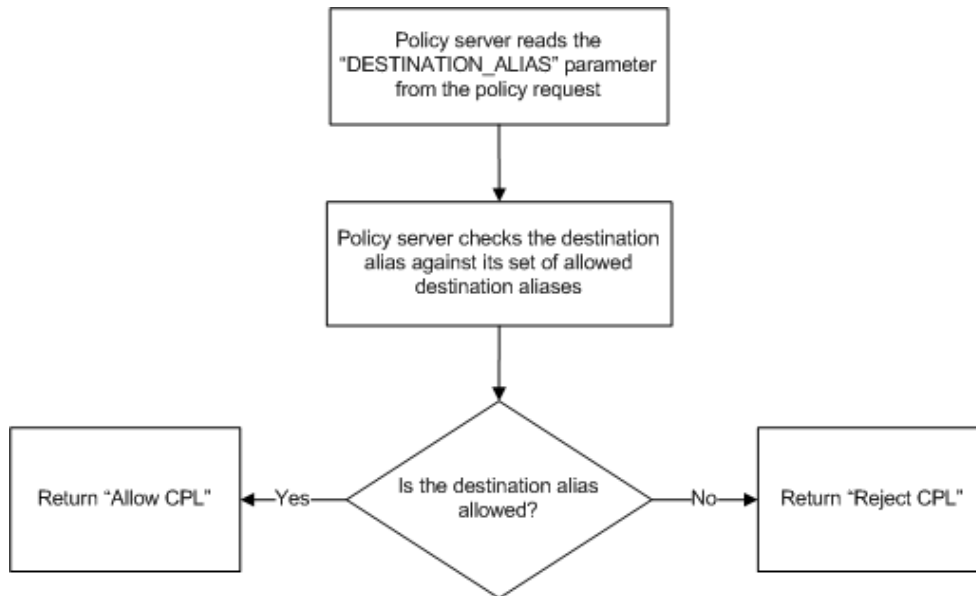 Policy server reads the
“DESTINATION_ALIAS” parameter
from the policy request
Policy server checks the destination
alias against its set of allowed
destination aliases
Return “Allow CPL”
Yes
Is the destination alias
allowed?
No
Return “Reject CPL”